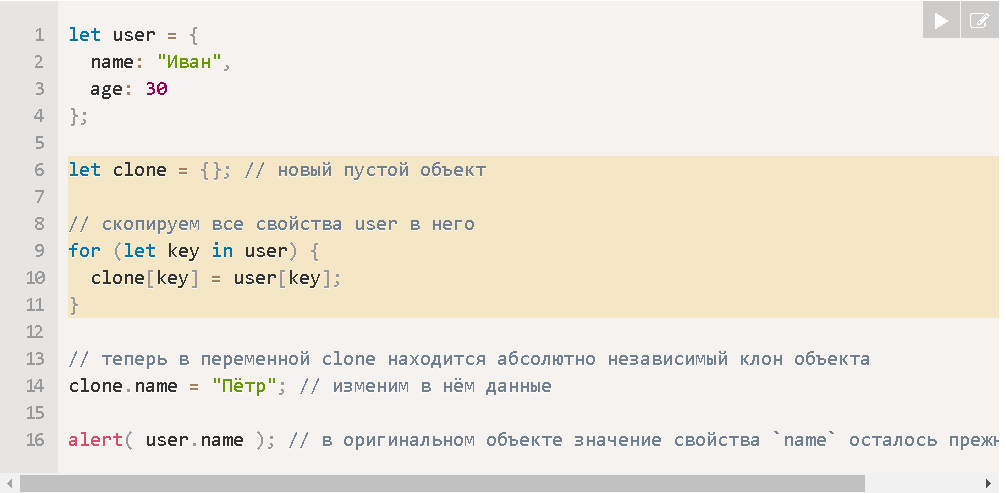 1 let user = {
2   name: "Иван",
3   age: 30
4 };
5
6 let clone = {}; // новый пустой объект
7
8 // скопируем все свойства user в него
9 for (let key in user) {
10   clone[key] = user[key];
11 }
12
13 // теперь в переменной clone находится абсолютно независимый клон объекта
14 clone.name = "Пётр"; // изменим в нём данные
15
16 alert( user.name ); // в оригинальном объекте значение свойства `name` осталось